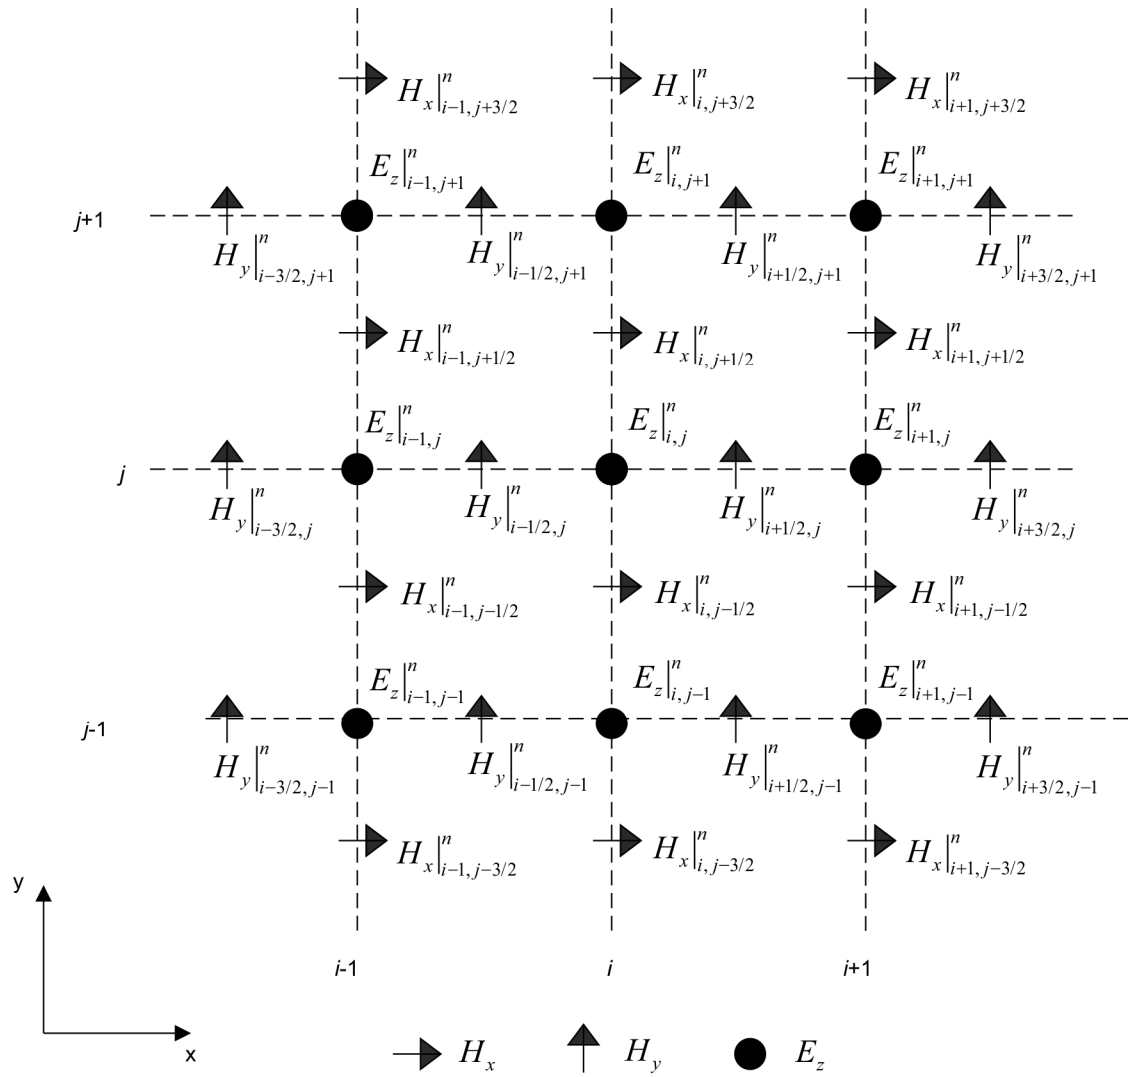 H_x|^n_{i−1, j+3/2} H_x|^n_{i, j+3/2} H_x|^n_{i+1, j+3/2}
E_z|^n_{i−1, j+1} E_z|^n_{i, j+1} E_z|^n_{i+1, j+1}
j+1
H_y|^n_{i−3/2, j+1} H_y|^n_{i−1/2, j+1} H_y|^n_{i+1/2, j+1} H_y|^n_{i+3/2, j+1}
H_x|^n_{i−1, j+1/2} H_x|^n_{i, j+1/2} H_x|^n_{i+1, j+1/2}
E_z|^n_{i−1, j} E_z|^n_{i, j} E_z|^n_{i+1, j}
j
H_y|^n_{i−3/2, j} H_y|^n_{i−1/2, j} H_y|^n_{i+1/2, j} H_y|^n_{i+3/2, j}
H_x|^n_{i−1, j−1/2} H_x|^n_{i, j−1/2} H_x|^n_{i+1, j−1/2}
E_z|^n_{i−1, j−1} E_z|^n_{i, j−1} E_z|^n_{i+1, j−1}
j-1
H_y|^n_{i−3/2, j−1} H_y|^n_{i−1/2, j−1} H_y|^n_{i+1/2, j−1} H_y|^n_{i+3/2, j−1}
H_x|^n_{i−1, j−3/2} H_x|^n_{i, j−3/2} H_x|^n_{i+1, j−3/2}
y
i-1 i i+1
x
H_x H_y E_z